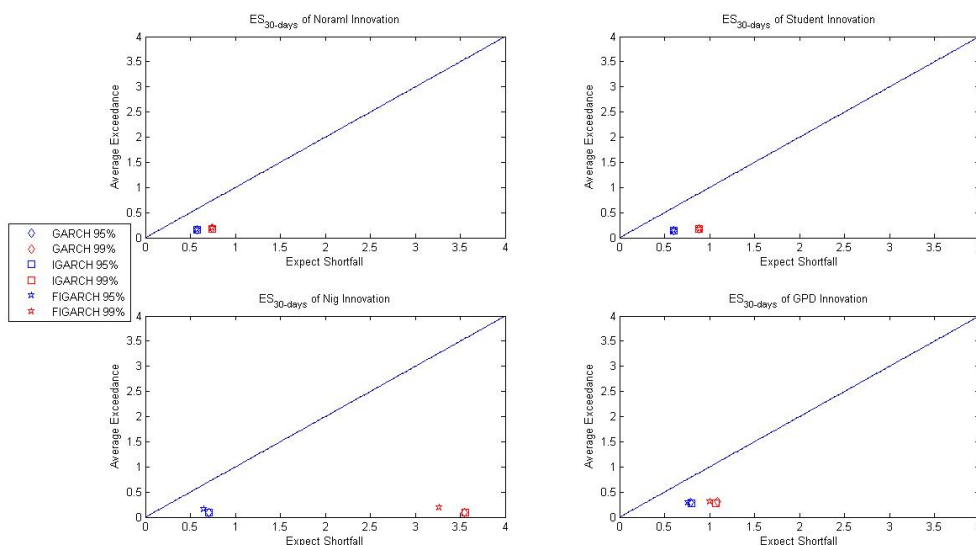 ES30-days of Noraml Innovation
4
3.5
3
2.5
2
1.5
1
0.5
0
Average Exceedance
0 0.5 1 1.5 2 2.5 3 3.5 4
Expect Shortfall
ES30-days of Student Innovation
4
3.5
3
2.5
2
1.5
1
0.5
0
Average Exceedance
0 0.5 1 1.5 2 2.5 3 3.5
Expect Shortfall
GARCH 95%
GARCH 99%
IGARCH 95%
IGARCH 99%
FIGARCH 95%
FIGARCH 99%
ES30-days of Nig Innovation
4
3.5
3
2.5
2
1.5
1
0.5
0
Average Exceedance
0 0.5 1 1.5 2 2.5 3 3.5 4
Expect Shortfall
ES30-days of GPD Innovation
4
3.5
3
2.5
2
1.5
1
0.5
0
Average Exceedance
0 0.5 1 1.5 2 2.5 3 3.5
Expect Shortfall